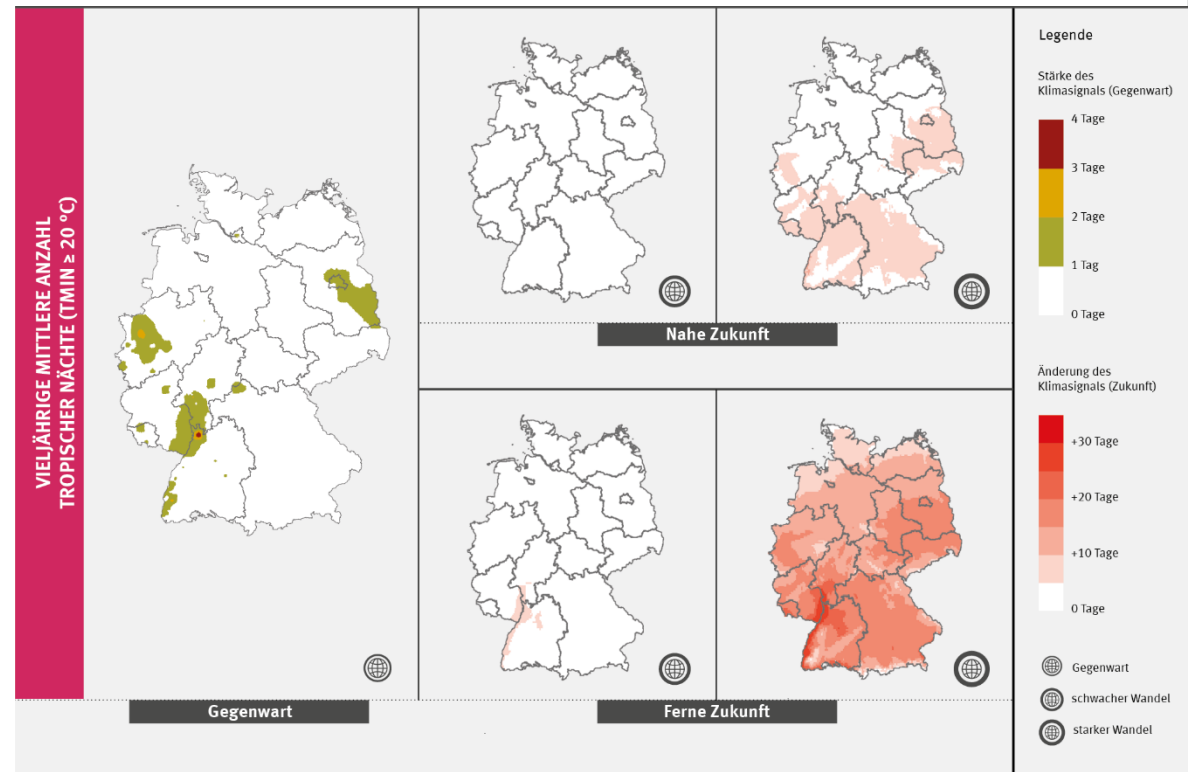 VIELJÄHRIGE MITTLERE ANZAHL
TROPISCHER NÄCHTE (TMIN ≥ 20 °C)
Gegenwart
Nahe Zukunft
Ferne Zukunft
Legende
Stärke des
Klimasignals (Gegenwart)
4 Tage
3 Tage
2 Tage
1 Tag
0 Tage
Änderung des
Klimasignals (Zukunft)
+30 Tage
+20 Tage
+10 Tage
0 Tage
Gegenwart
schwacher Wandel
starker Wandel